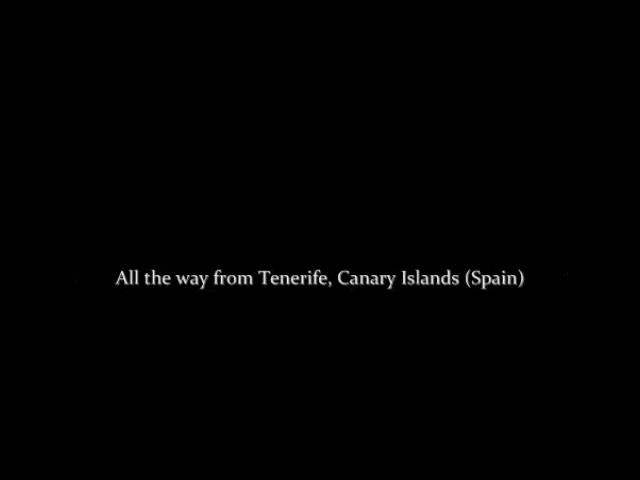 All the way from Tenerife, Canary Islands (Spain)